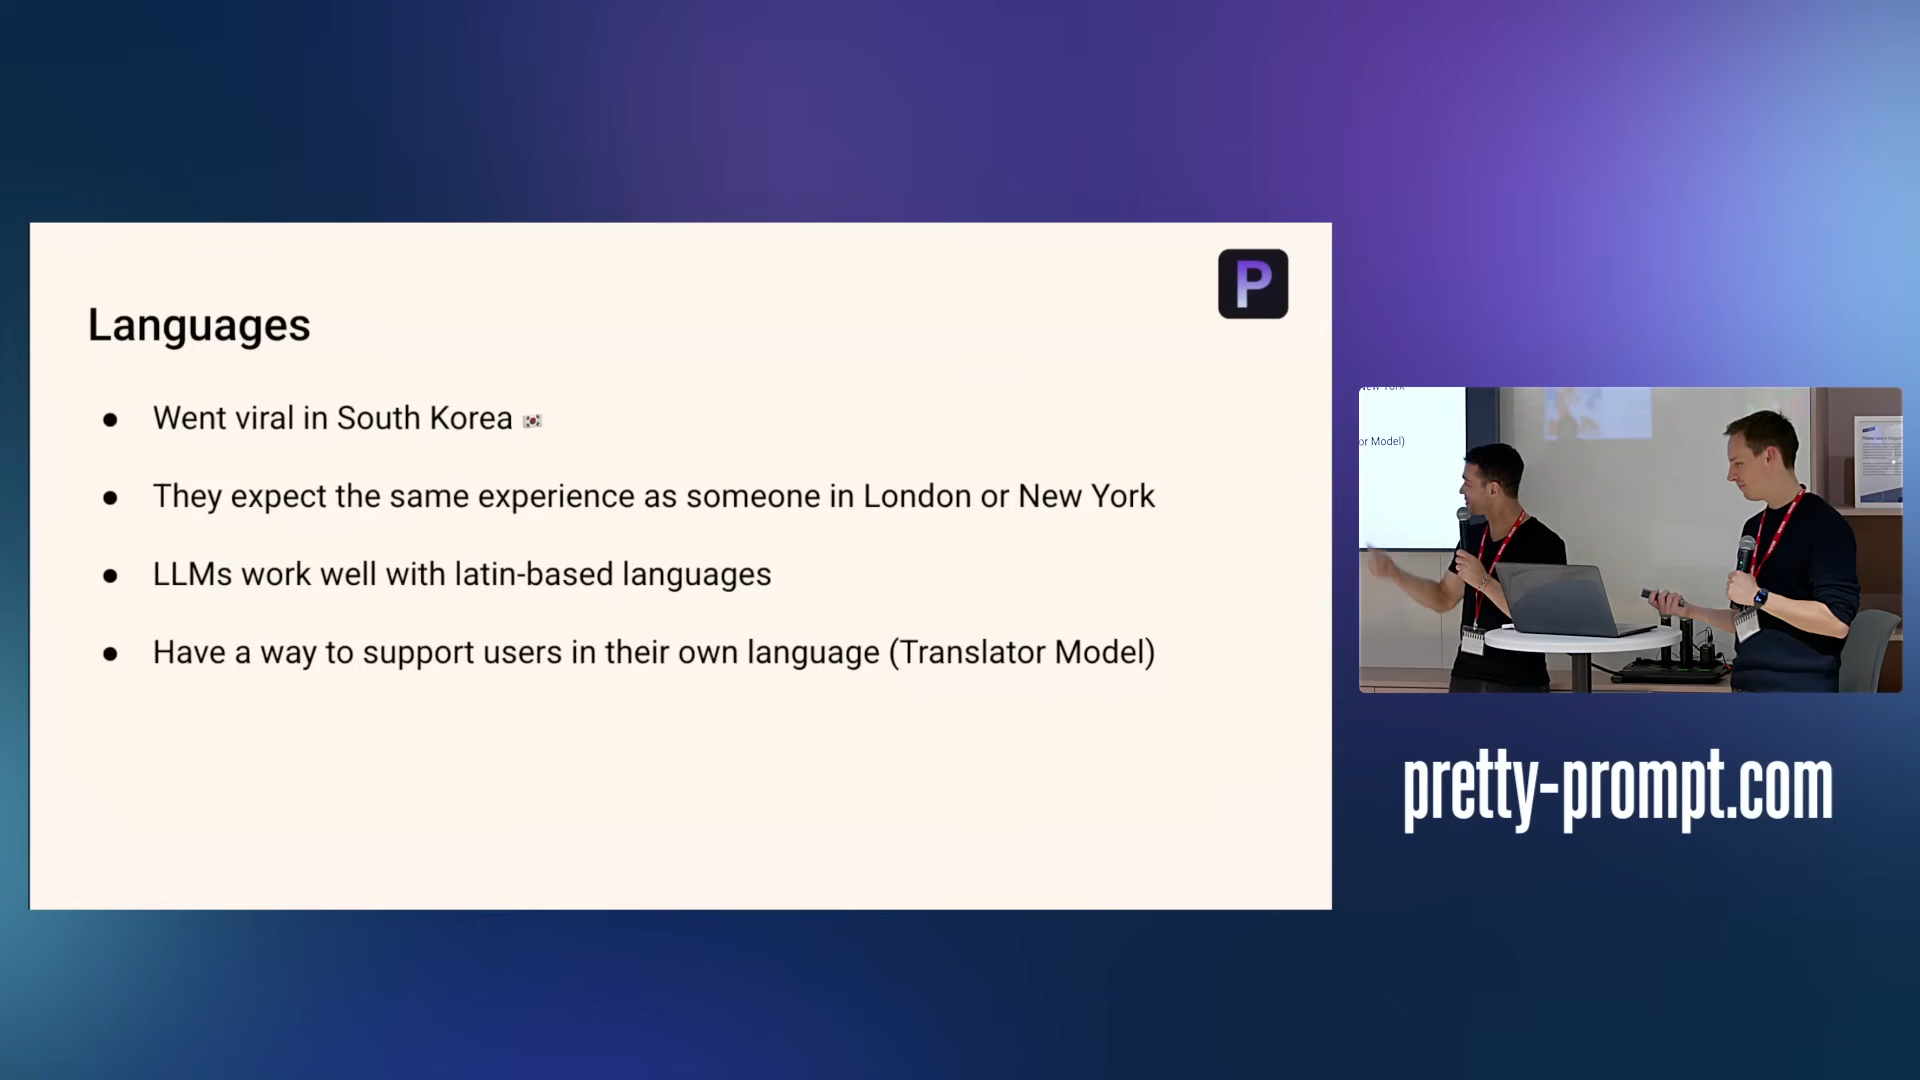 P
Languages
● Went viral in South Korea 🇰🇷
● They expect the same experience as someone in London or New York
● LLMs work well with latin-based languages
● Have a way to support users in their own language (Translator Model)
New York
or Model)
pretty-prompt.com